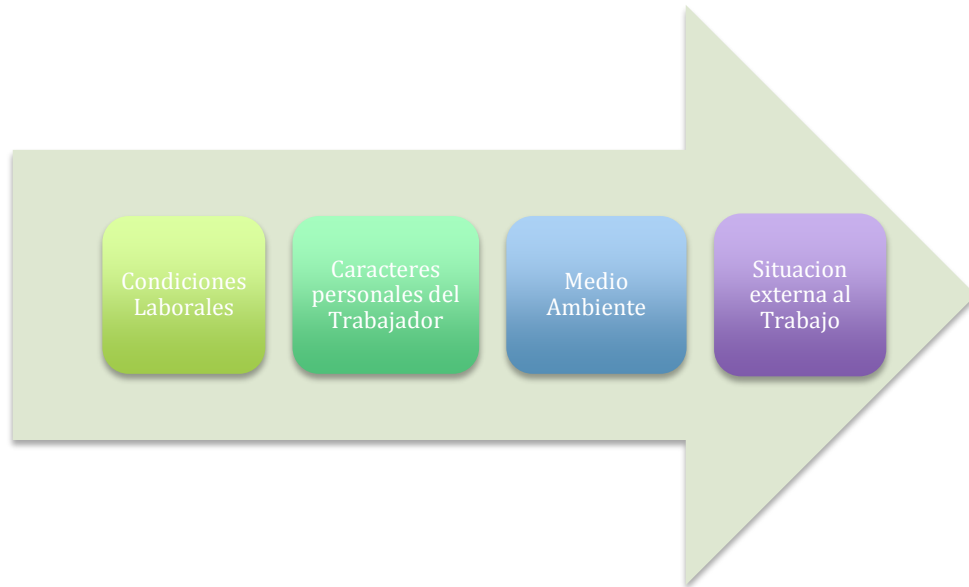 Condiciones
Laborales
Caracteres
personales del
Trabajador
Medio
Ambiente
Situacion
externa al
Trabajo